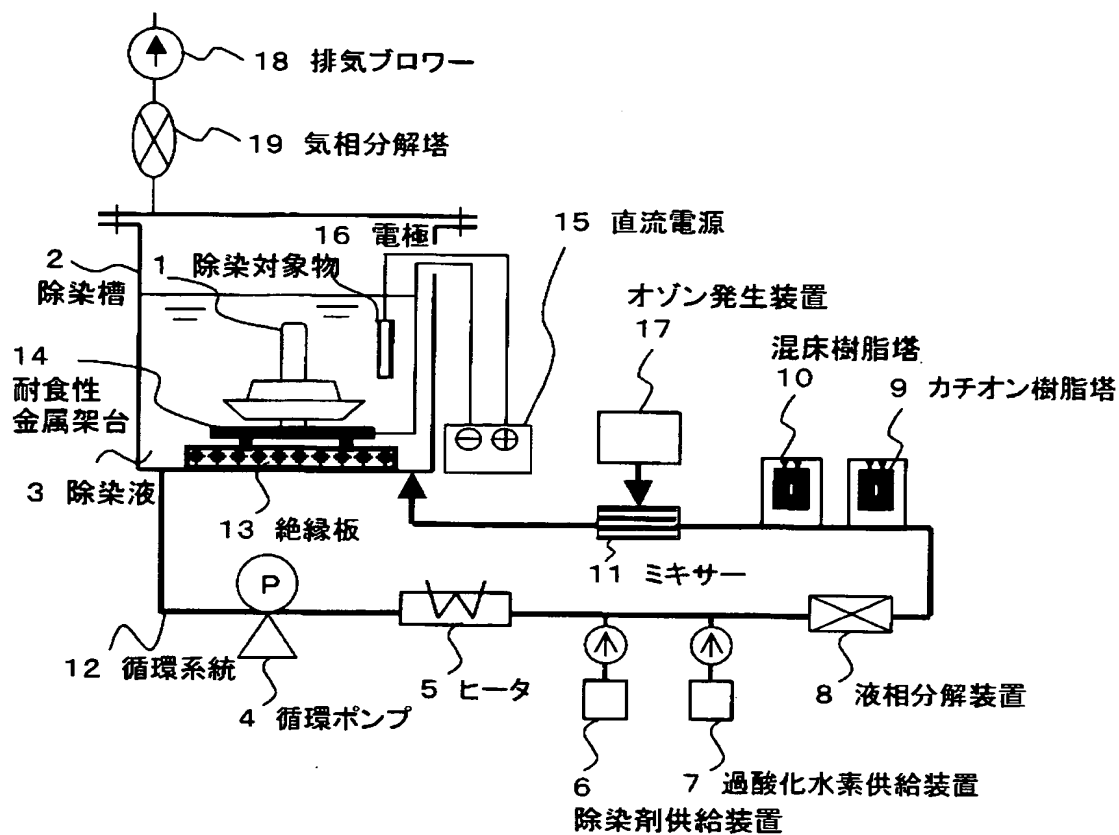 18 排気ブロワー
19 気相分解塔
16 電極
15 直流電源
2
除染槽
1 除染対象物
オゾン発生装置
17
14
耐食性
金属架台
混床樹脂塔
10
9 カチオン樹脂塔
⊖ ⊕
3 除染液
13 絶縁板
11 ミキサー
P
12 循環系統
4 循環ポンプ
5 ヒータ
8 液相分解装置
6
除染剤供給装置
7 過酸化水素供給装置